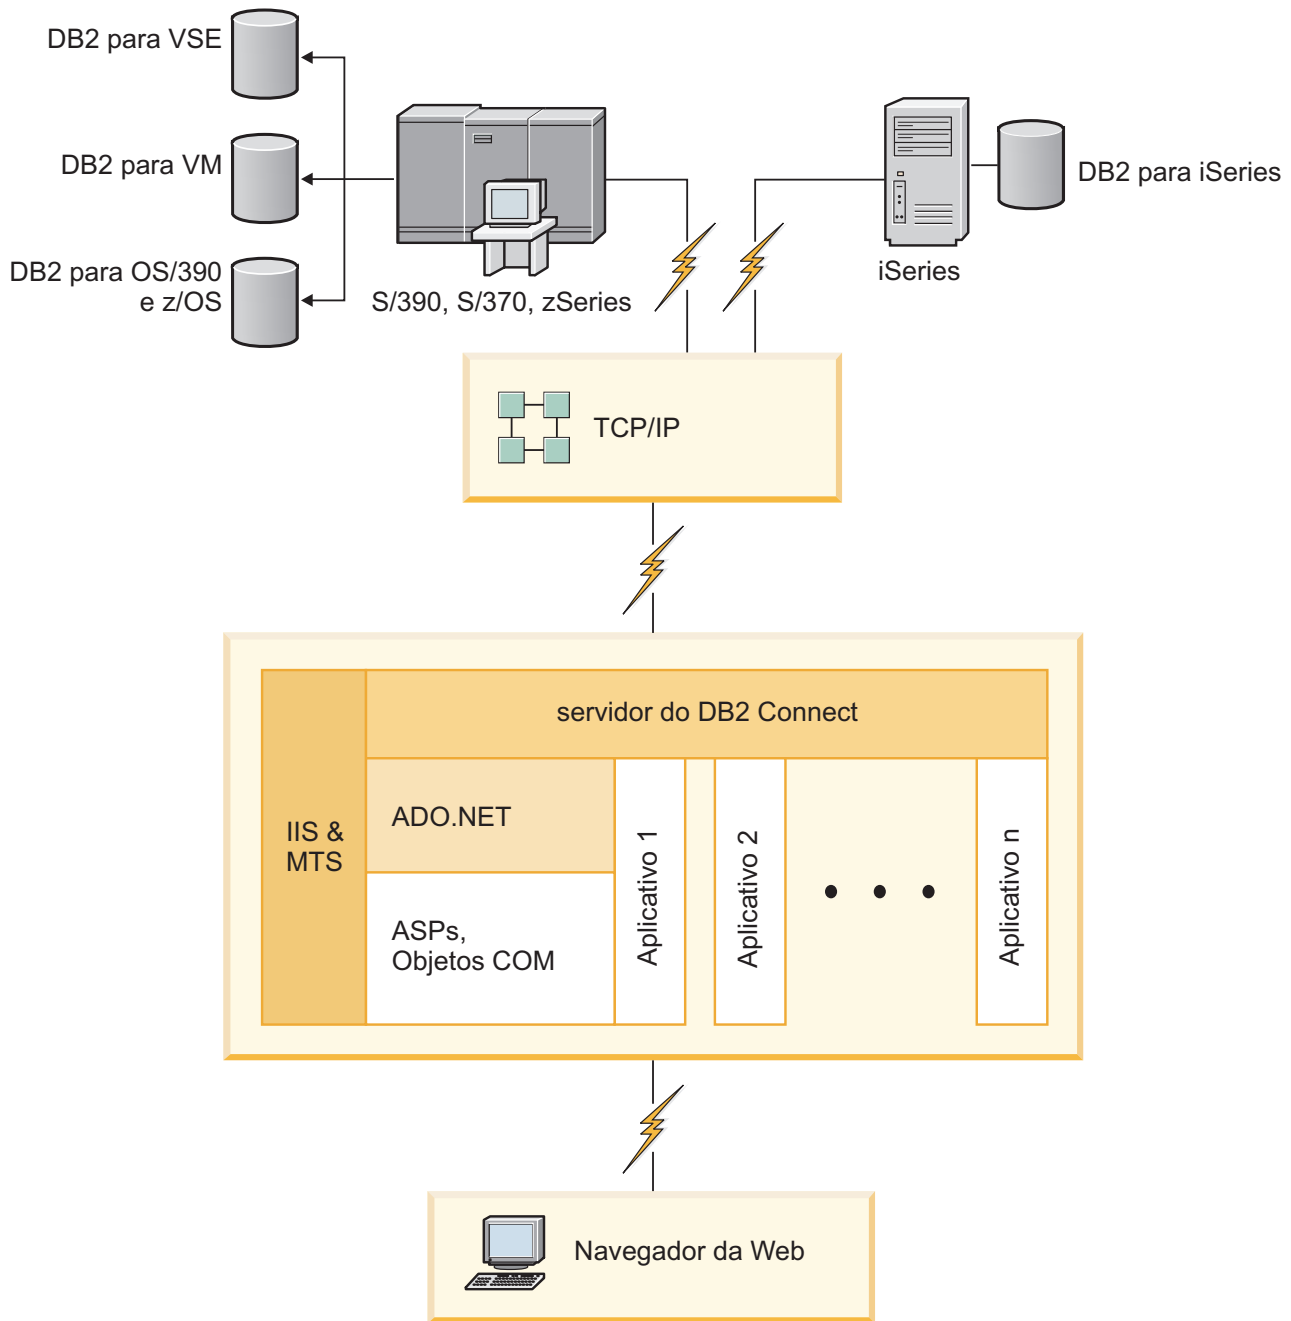 DB2 para VSE
DB2 para VM
DB2 para OS/390
e z/OS
S/390, S/370, zSeries
iSeries
DB2 para iSeries
TCP/IP
servidor do DB2 Connect
IIS &
MTS
ADO.NET
ASPs,
Objetos COM
Aplicativo 1
Aplicativo 2
Aplicativo n
Navegador da Web